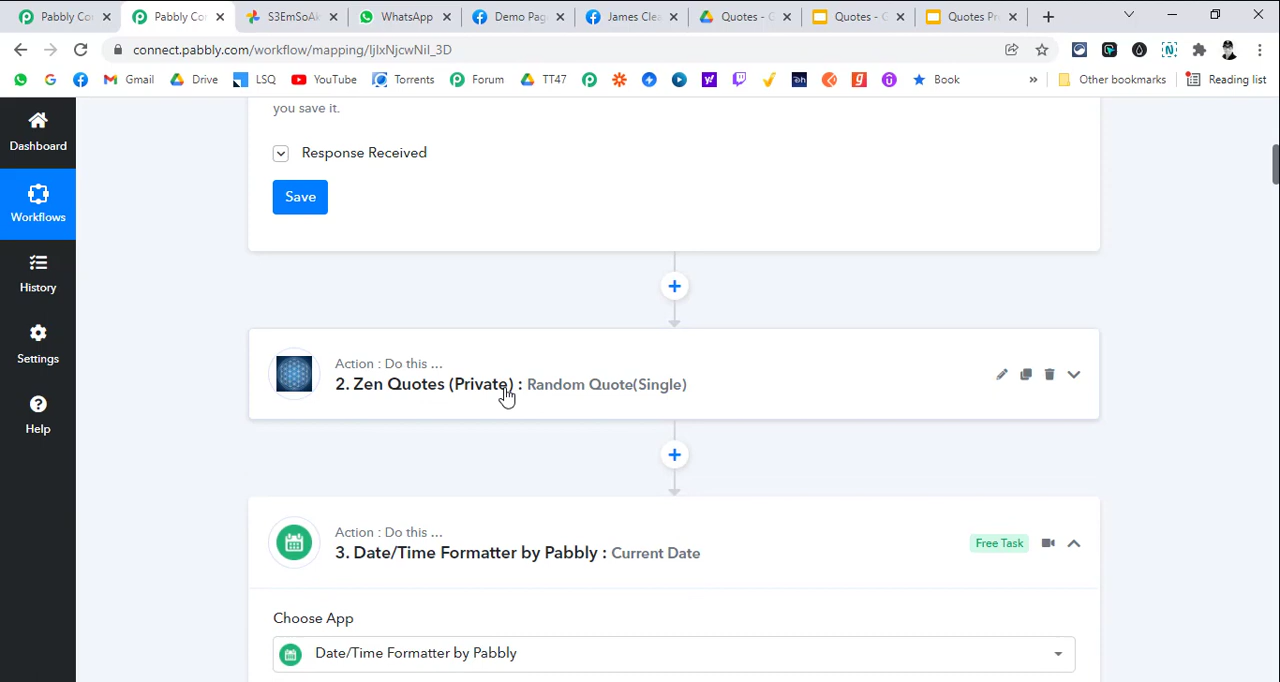 Pabbly Co
Pabbly Co
S3EmSoAk
WhatsApp
Demo Pag
James Clea
Quotes - G
Quotes - G
Quotes Pr
connect.pabbly.com/workflow/mapping/IjIxNjcwNiI_3D
G
Gmail
Drive
LSQ
YouTube
Torrents
Forum
TT47
Book
Other bookmarks
Reading list
Dashboard
Workflows
History
Settings
Help
you save it.
Response Received
Save
Action : Do this ...
2. Zen Quotes (Private) : Random Quote(Single)
Action : Do this ...
3. Date/Time Formatter by Pabbly : Current Date
Free Task
Choose App
Date/Time Formatter by Pabbly